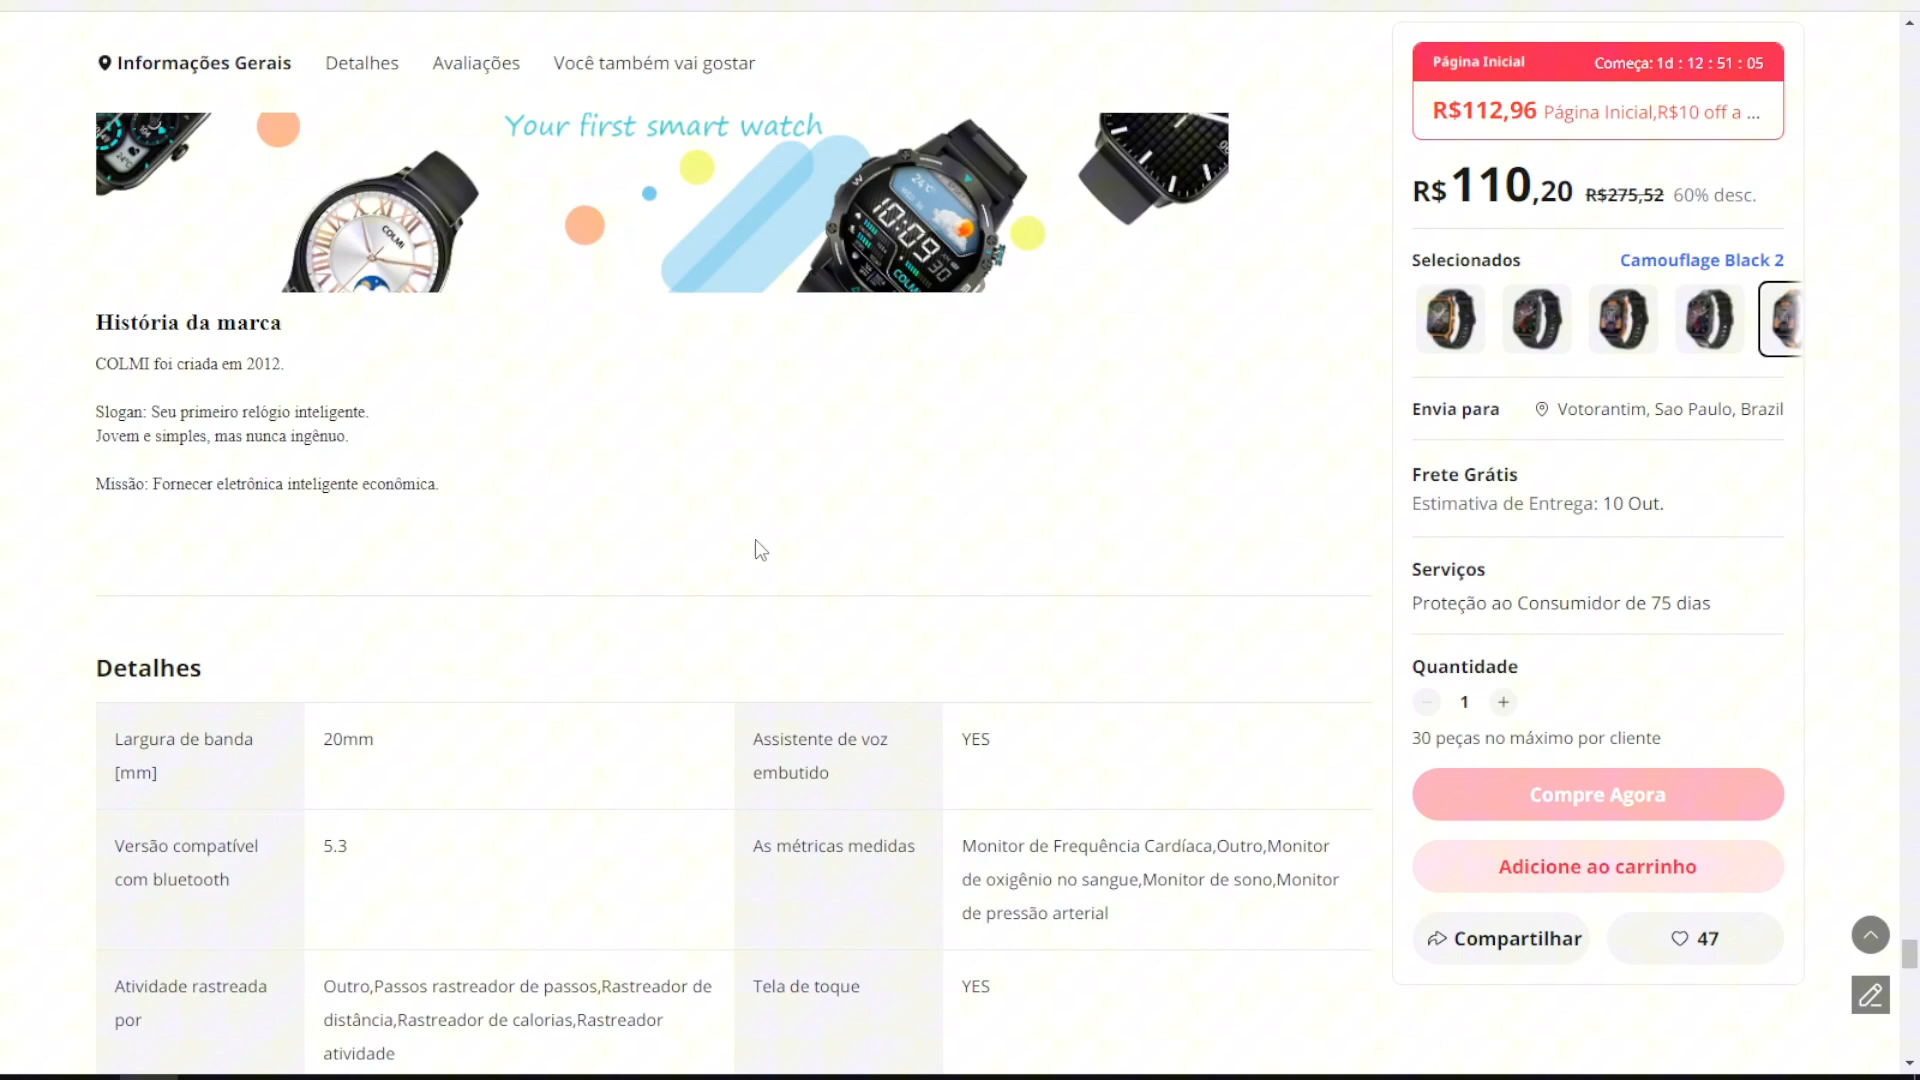 Informações Gerais
Detalhes
Avaliações
Você também vai gostar
Your first smart watch
24°C
COLMI
24°C
10:09
30
COLMI
História da marca
COLMI foi criada em 2012.
Slogan: Seu primeiro relógio inteligente.
Jovem e simples, mas nunca ingênuo.
Missão: Fornecer eletrônica inteligente econômica.
Detalhes
Largura de banda
[mm]
20mm
Assistente de voz
embutido
YES
Versão compatível
com bluetooth
5.3
As métricas medidas
Monitor de Frequência Cardíaca,Outro,Monitor
de oxigênio no sangue,Monitor de sono,Monitor
de pressão arterial
Atividade rastreada
por
Outro,Passos rastreador de passos,Rastreador de
distância,Rastreador de calorias,Rastreador
atividade
Tela de toque
YES
Página Inicial
Começa: 1d : 12 : 51 : 05
R$112,96 Página Inicial,R$10 off a ...
R$110,20 R$275,52 60% desc.
Selecionados
Camouflage Black 2
Envia para
Votorantim, Sao Paulo, Brazil
Frete Grátis
Estimativa de Entrega: 10 Out.
Serviços
Proteção ao Consumidor de 75 dias
Quantidade
1
30 peças no máximo por cliente
Compre Agora
Adicione ao carrinho
Compartilhar
47